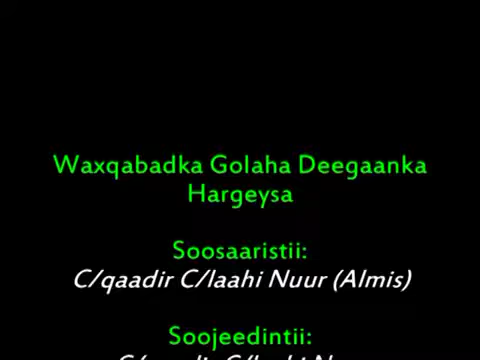 Waxqabadka Golaha Deegaanka
Hargeysa
Soosaaristii:
C/qaadir C/laahi Nuur (Almis)
Soojeedintii: